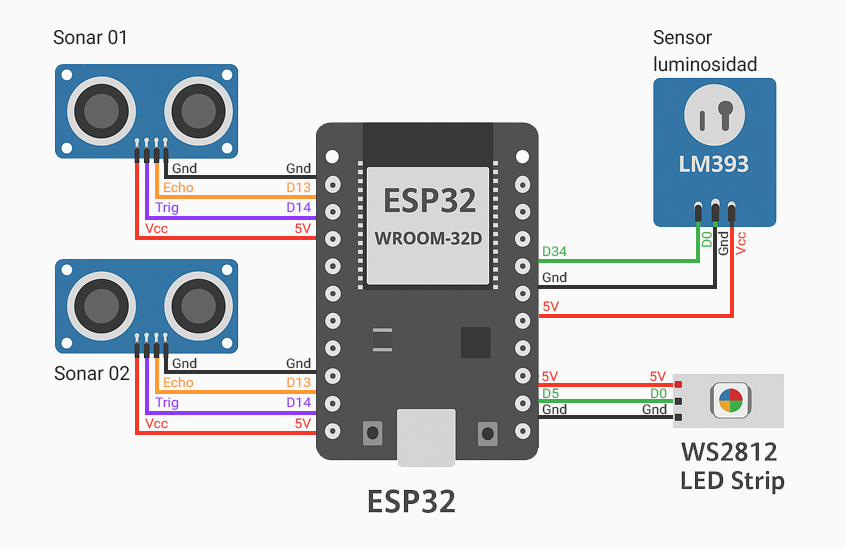 Sonar 01
Gnd Gnd
Echo D13
Trig D14
Vcc 5V
Sonar 02
Gnd Gnd
Echo D13
Trig D14
Vcc 5V
ESP32
WROOM-32D
ESP32
Sensor
luminosidad
LM393
D0
Gnd
Vcc
D34
Gnd
5V
5V 5V
D5 D0
Gnd Gnd
WS2812
LED Strip